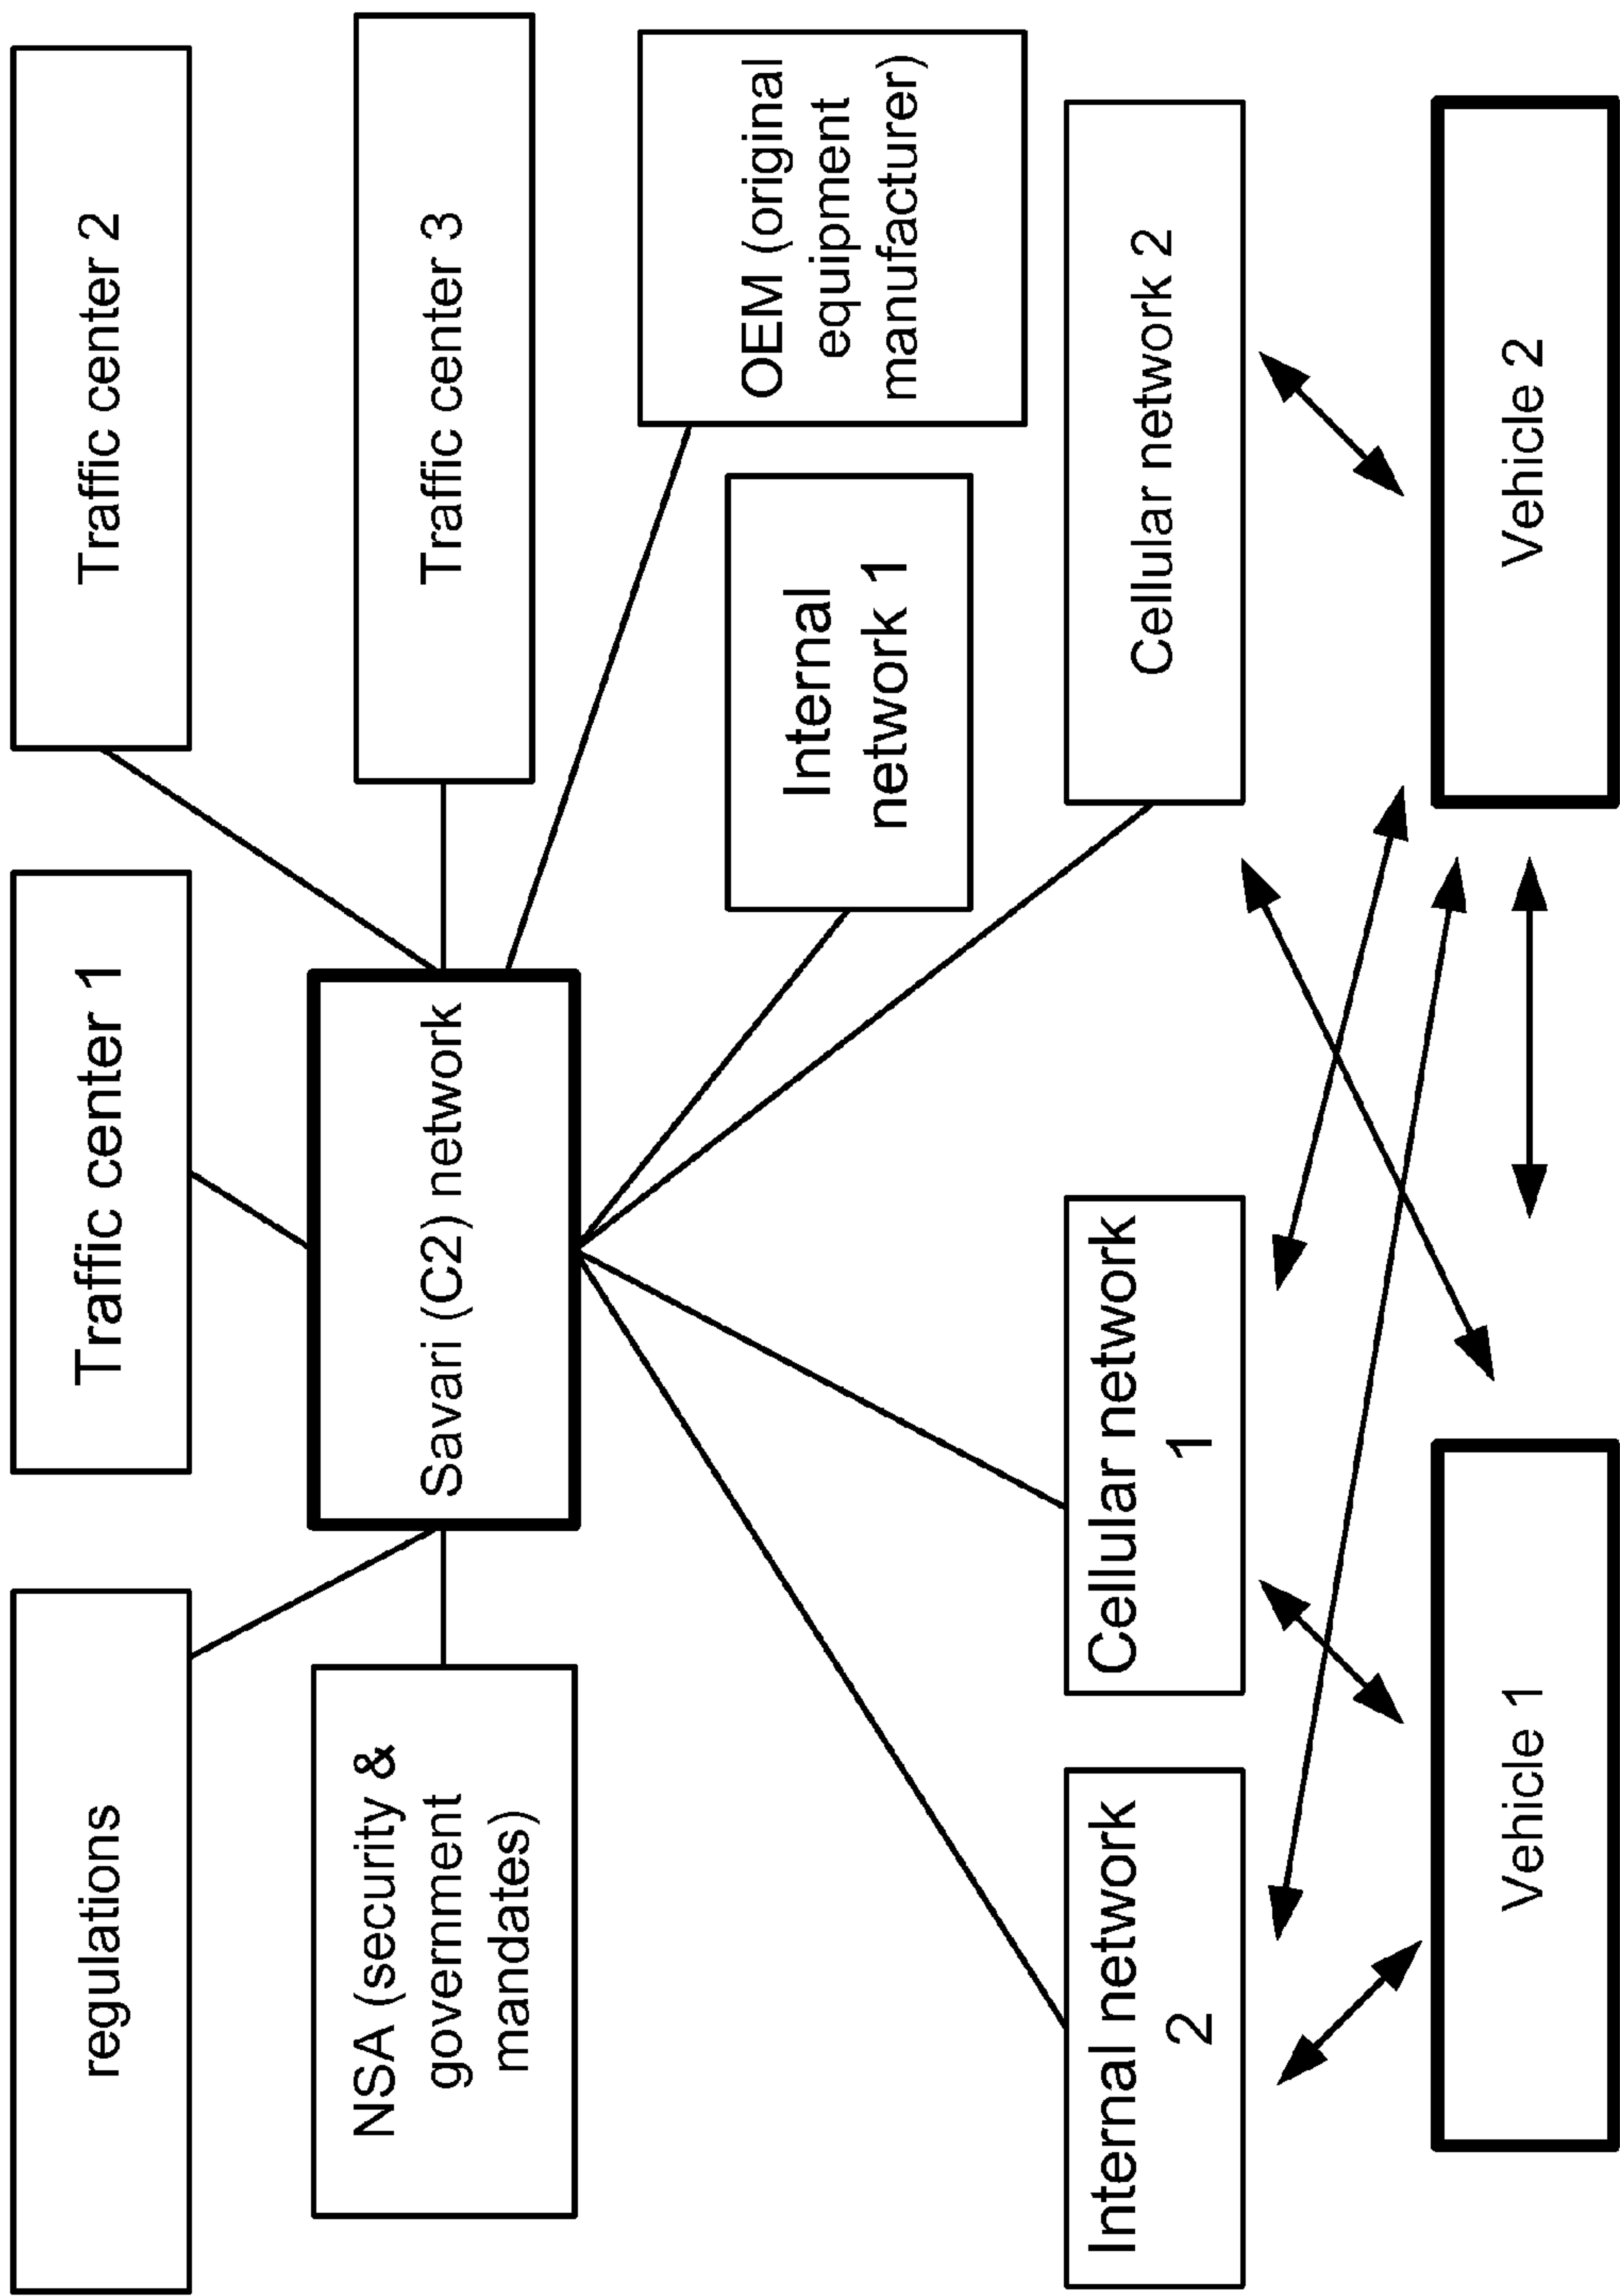 regulations
Traffic center 1
Traffic center 2
NSA (security &
government
mandates)
Savari (C2) network
Traffic center 3
OEM (original
equipment
manufacturer)
Internal
network 1
Internal network
2
Cellular network
1
Cellular network 2
Vehicle 1
Vehicle 2